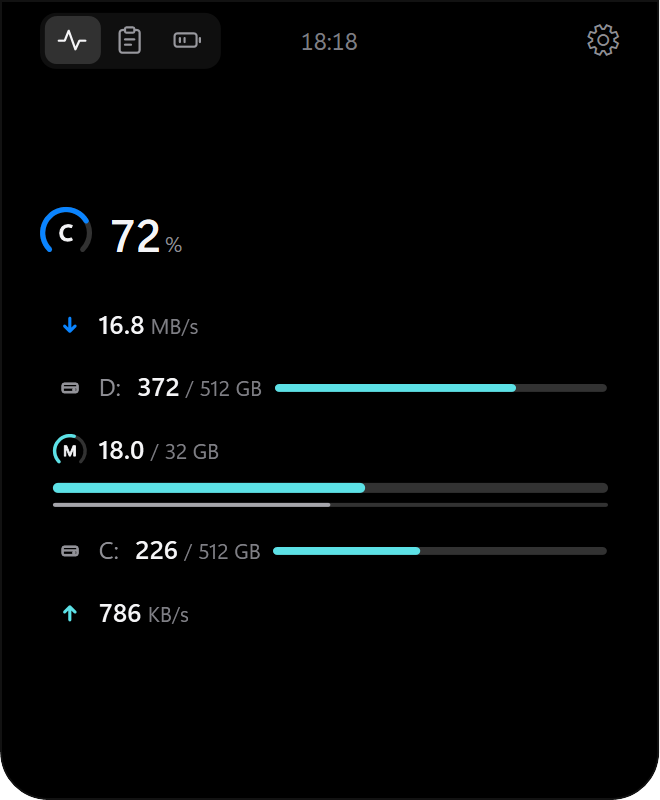 18:18
C 72 %
16.8 MB/s
D: 372 / 512 GB
M 18.0 / 32 GB
C: 226 / 512 GB
786 KB/s